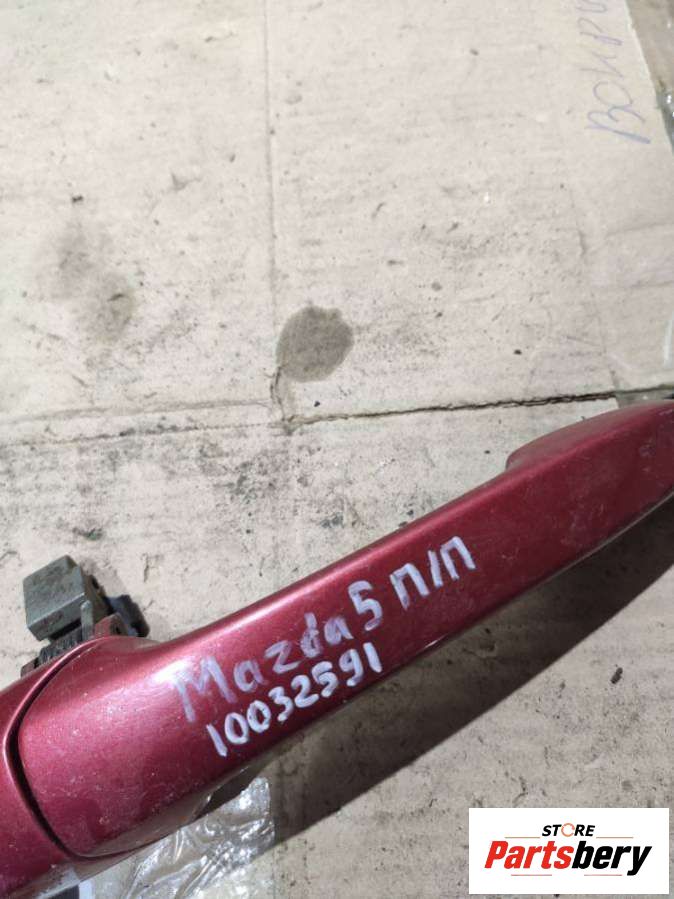 Mazda 5 П/П
10032591
STORE
Partsbery